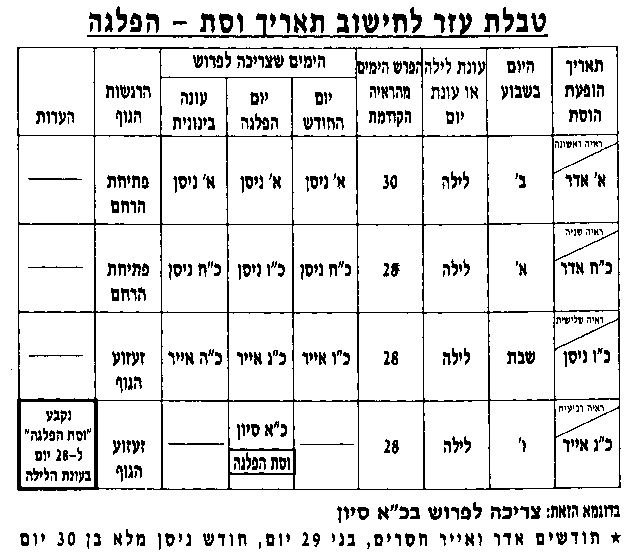 טבלת עזר לחישוב תאריך וסת – הפלגה
תאריך הופעת הוסת | היום בשבוע | עונת לילה או עונת יום | הפרש הימים מהראיה הקודמת | הימים שצריכה לפרוש | הרגשות הגוף | הערות
יום החודש | יום הפלגה | עונה בינונית
ראיה ראשונה א' אדר | ב' | לילה | 30 | א' ניסן | א' ניסן | א' ניסן | פתיחת הרחם | ——
ראיה שניה כ"ח אדר | א' | לילה | 28 | כ"ח ניסן | כ"ו ניסן | כ"ח ניסן | פתיחת הרחם | ——
ראיה שלישית כ"ו ניסן | שבת | לילה | 28 | כ"ו אייר | כ"ג אייר | כ"ה אייר | זעזוע הגוף | ——
ראיה רביעית כ"ג אייר | ו' | לילה | 28 | —— | כ"א סיון וסת הפלגה | —— | זעזוע הגוף | נקבע "וסת הפלגה" ל–28 יום בעונת הלילה
בדוגמא הזאת: צריכה לפרוש בכ"א סיון
★ חודשים אדר ואייר חסרים, בני 29 יום, חודש ניסן מלא בן 30 יום